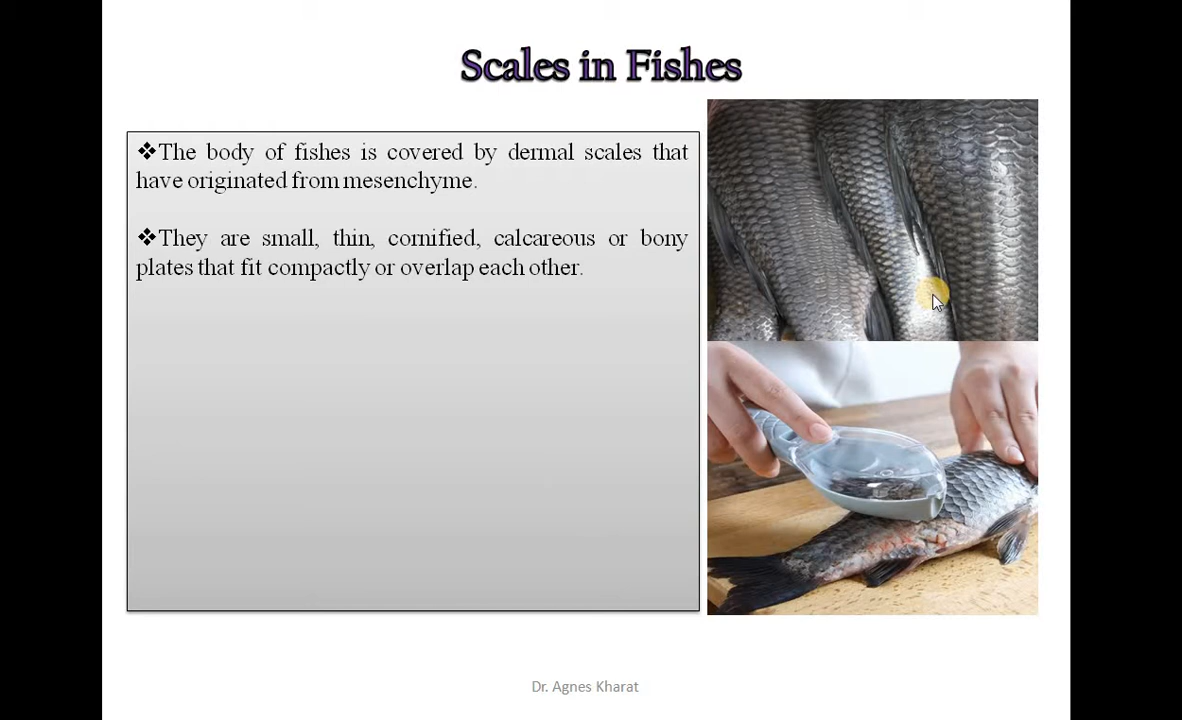 Scales in Fishes
❖The body of fishes is covered by dermal scales that
have originated from mesenchyme.
❖They are small, thin, cornified, calcareous or bony
plates that fit compactly or overlap each other.
Dr. Agnes Kharat